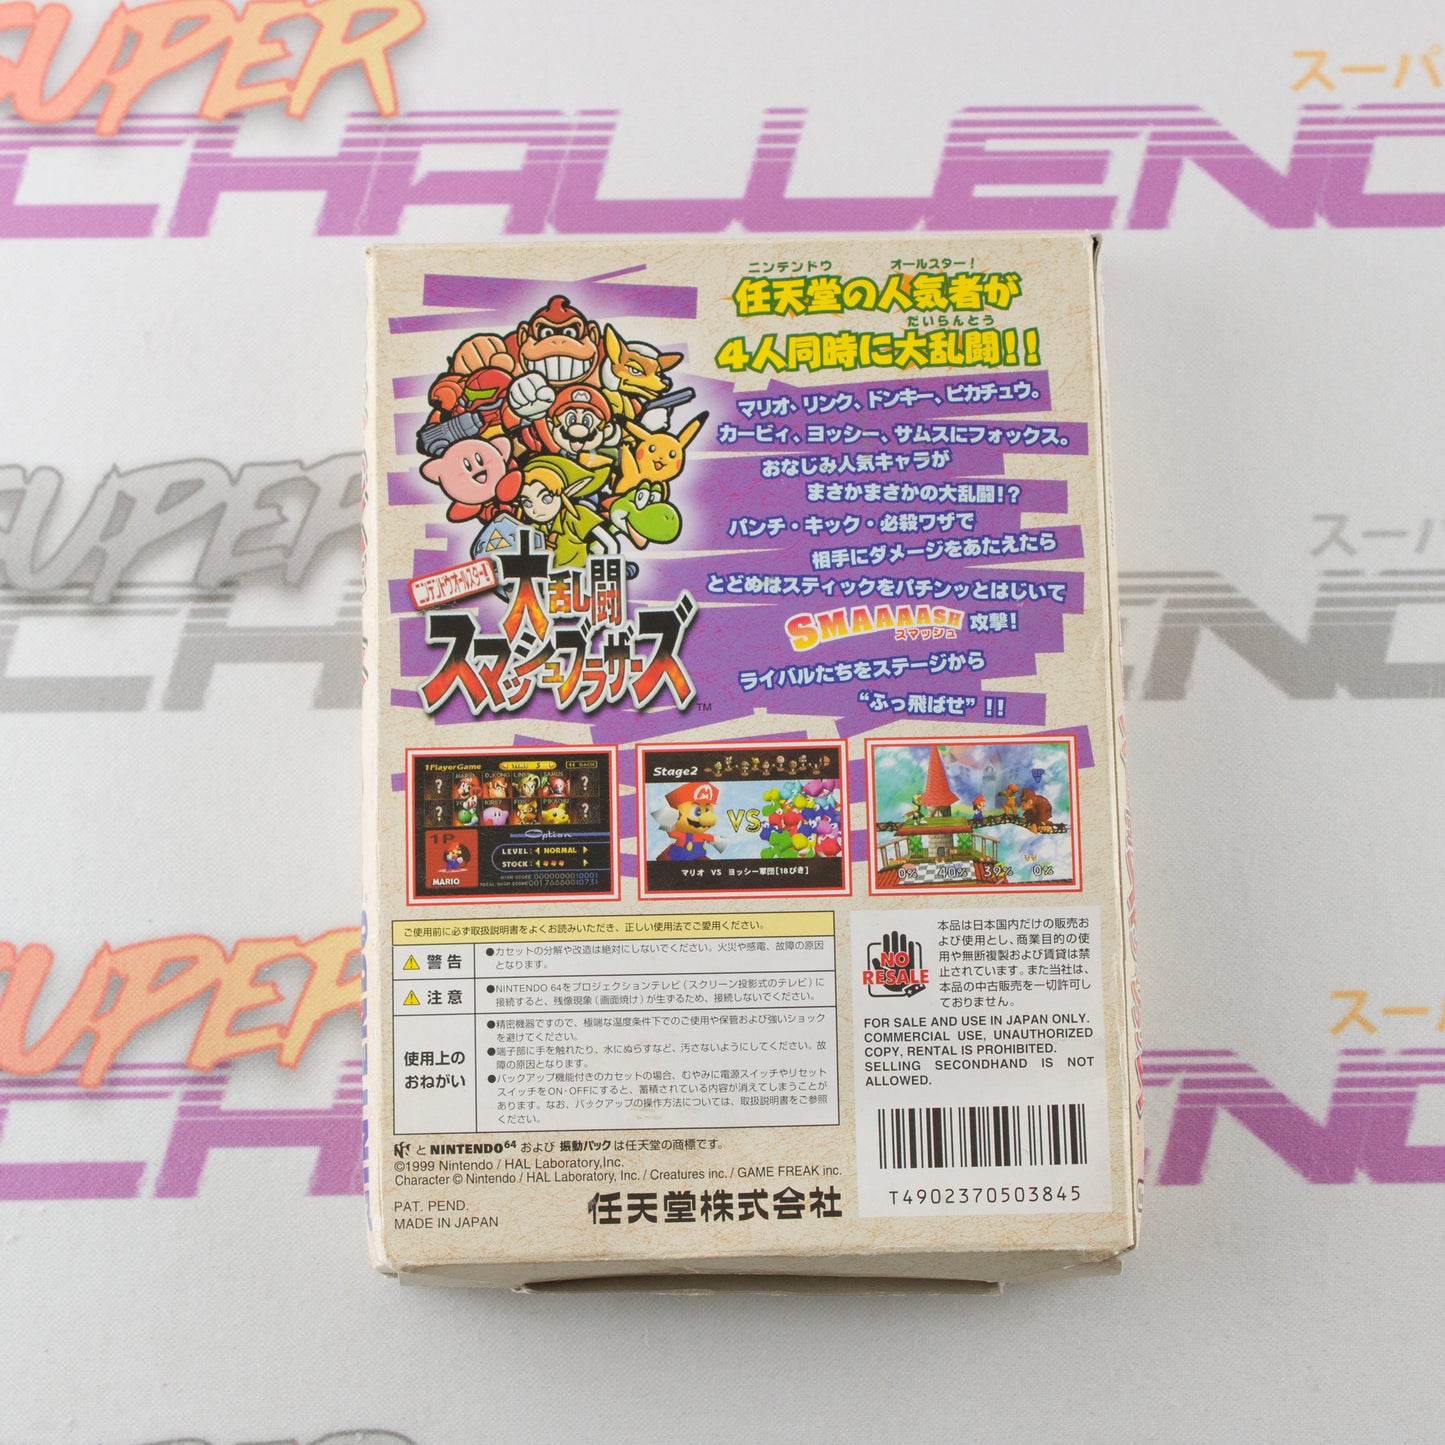 SUPER
CHALLENG
スーパ
ニンテンドウ オールスター!
任天堂の人気者が
だいらんとう
4人同時に大乱闘!!
マリオ、リンク、ドンキー、ピカチュウ。
カービィ、ヨッシー、サムスにフォックス。
おなじみ人気キャラが
まさかまさかの大乱闘!?
パンチ・キック・必殺ワザで
相手にダメージをあたえたら
とどめはスティックをパチンッとはじいて
SMAAAASH 攻撃!
スマッシュ
ライバルたちをステージから
“ふっ飛ばせ”!!
ニンテンドウオールスター!
大乱闘
スマッシュブラザーズ
TM
1PlayerGame
BACK
MARIO D.KONG LINK SAMUS
YOSHI KIRBY FOX PIKACHU
1P
MARIO
Option
LEVEL: NORMAL
STOCK:
Stage2
VS
マリオ VS ヨッシー軍団[18ぴき]
0% 40% 39% 0%
ご使用前に必ず取扱説明書をよくお読みいただき、正しい使用法でご愛用ください。
警告
●カセットの分解や改造は絶対にしないでください。火災や感電、故障の原因
となります。
注意
●NINTENDO 64をプロジェクションテレビ(スクリーン投影式のテレビ)に
接続すると、残像現象(画面焼け)が生ずるため、接続しないでください。
使用上の
おねがい
●精密機器ですので、極端な温度条件下でのご使用や保管および強いショック
を避けてください。
●端子部に手を触れたり、水にぬらすなど、汚さないようにしてください。故
障の原因となります。
●バックアップ機能付きのカセットの場合、むやみに電源スイッチやリセット
スイッチをON・OFFにすると、蓄積されている内容が消えてしまうことが
あります。なお、バックアップの操作方法については、取扱説明書をご参照
ください。
と NINTENDO64 および 振動パック は任天堂の商標です。
©1999 Nintendo / HAL Laboratory,Inc.
Character © Nintendo / HAL Laboratory, Inc. / Creatures inc. / GAME FREAK inc.
PAT. PEND.
MADE IN JAPAN
任天堂株式会社
NO
RESALE
本品は日本国内だけの販売お
よび使用とし、商業目的の使
用や無断複製および賃貸は禁
止されています。また当社は、
本品の中古販売を一切許可し
ておりません。
FOR SALE AND USE IN JAPAN ONLY.
COMMERCIAL USE, UNAUTHORIZED
COPY, RENTAL IS PROHIBITED.
SELLING SECONDHAND IS NOT
ALLOWED.
T4902370503845